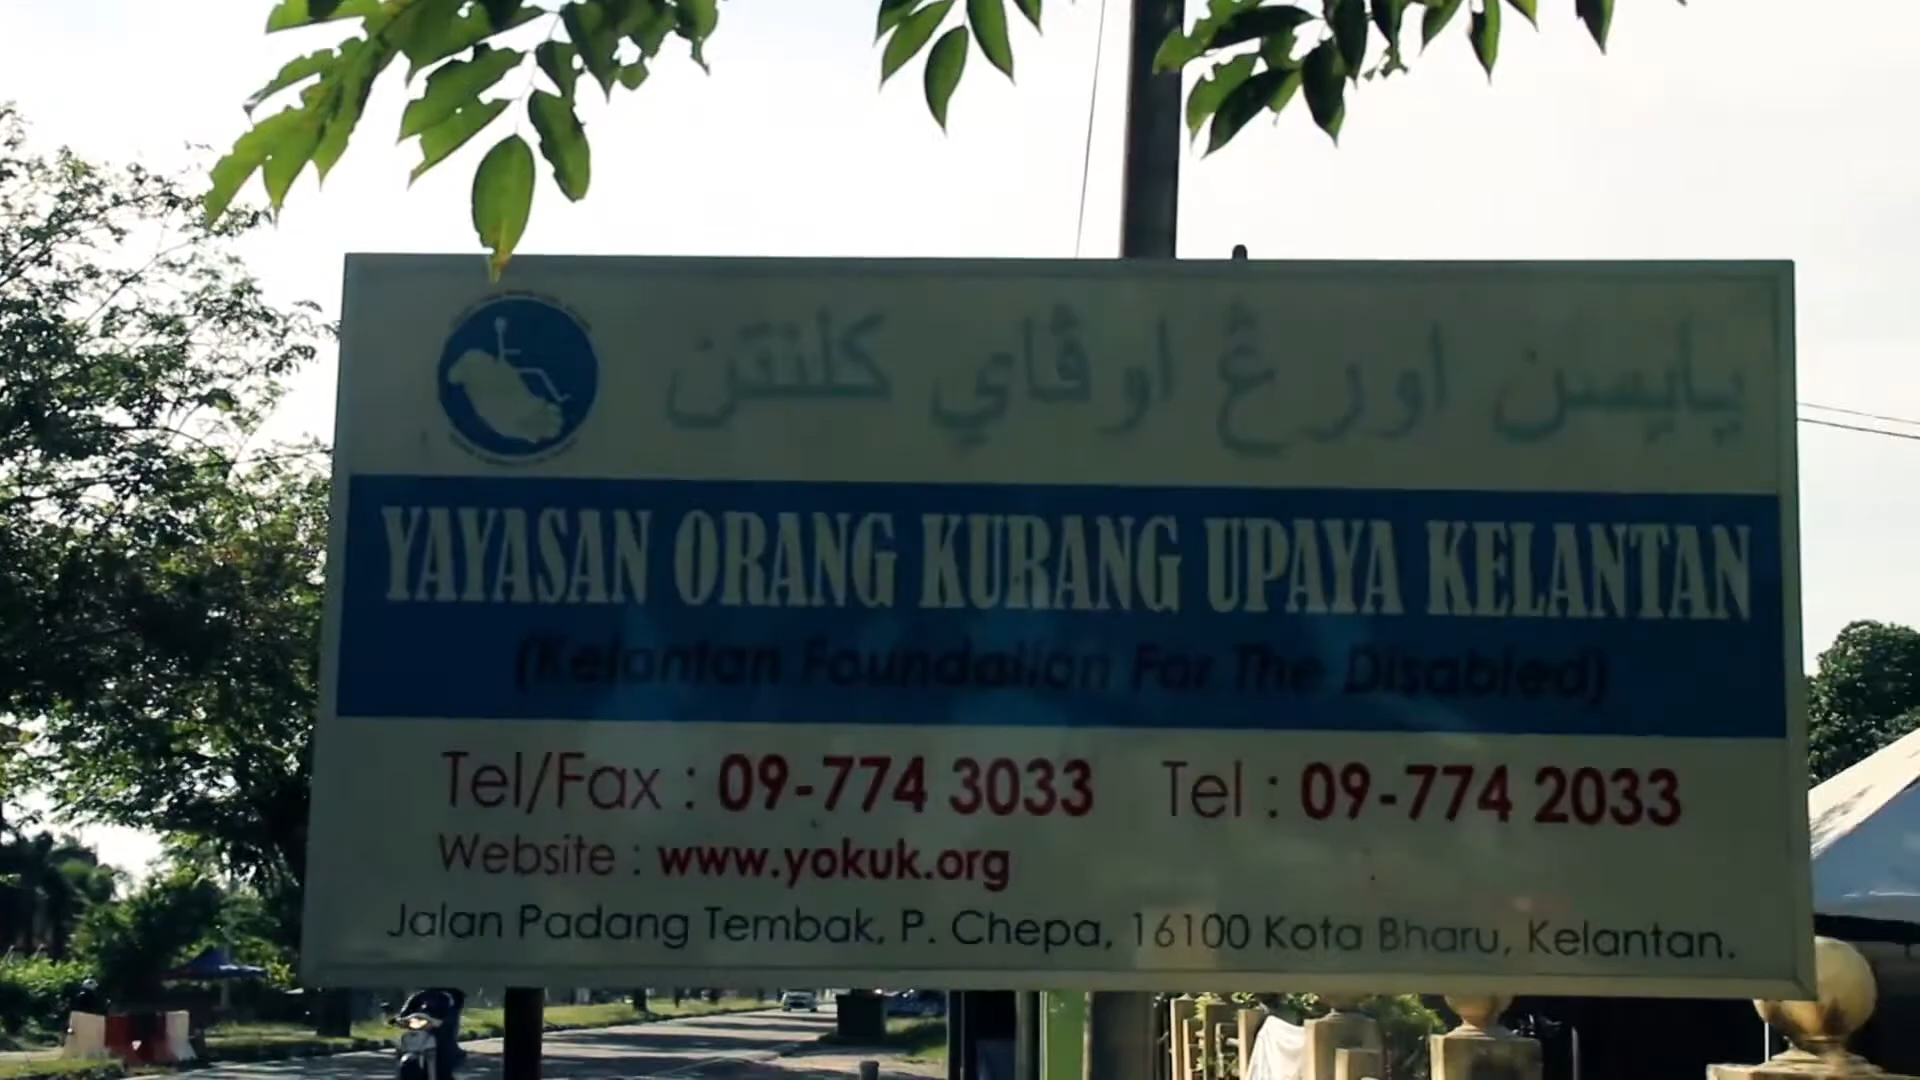 يايسن اورڠ اوڤاي کلنتن
YAYASAN ORANG KURANG UPAYA KELANTAN
(Kelantan Foundation For The Disabled)
Tel/Fax : 09-774 3033 Tel : 09-774 2033
Website : www.yokuk.org
Jalan Padang Tembak, P. Chepa, 16100 Kota Bharu, Kelantan.